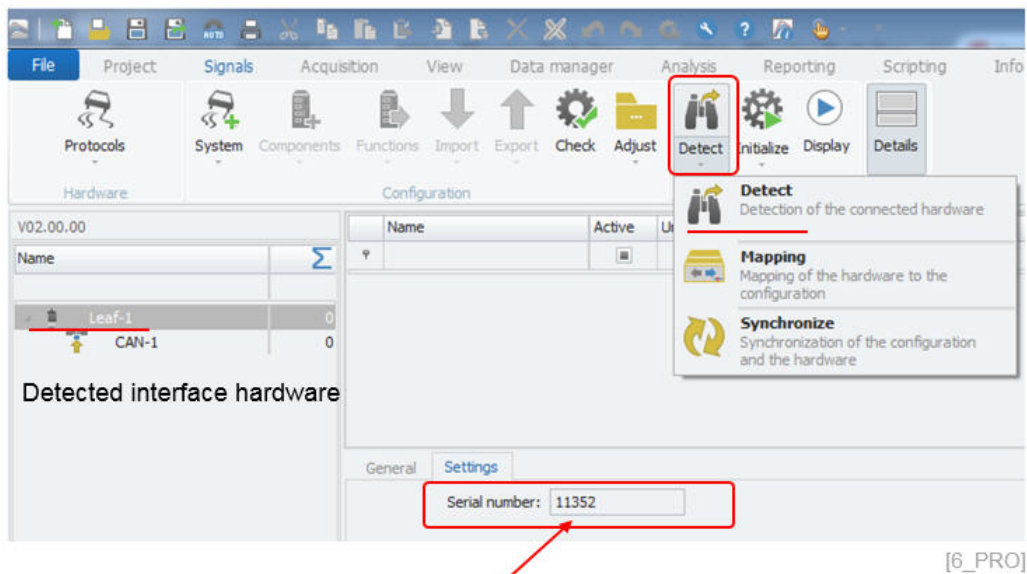 AUTO
File Project Signals Acquisition View Data manager Analysis Reporting Scripting Info
Protocols System Components Functions Import Export Check Adjust Detect Initialize Display Details
Hardware Configuration
Detect
Detection of the connected hardware
Mapping
Mapping of the hardware to the
configuration
Synchronize
Synchronization of the configuration
and the hardware
V02.00.00
Name Active
Name
Leaf-1 0
CAN-1 0
Detected interface hardware
General Settings
Serial number: 11352
[6_PRO]